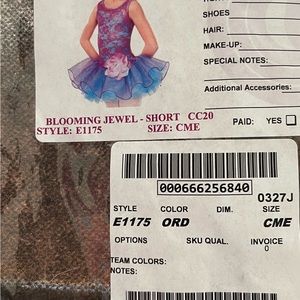 SHOES
HAIR:
MAKE-UP:
SPECIAL NOTES:
Additional Accessories:
BLOOMING JEWEL - SHORT CC20
STYLE: E1175 SIZE: CME
PAID: YES
000666256840
0327J
STYLE COLOR DIM. SIZE
E1175 ORD CME
OPTIONS SKU QUAL. INVOICE
0
TEAM COLORS:
NOTES: